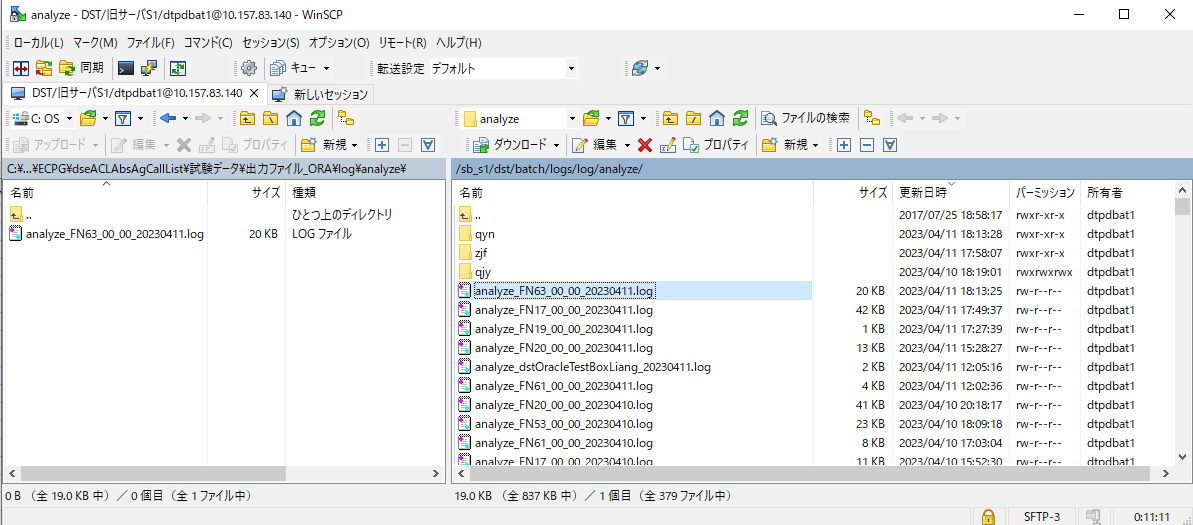 analyze - DST/旧サーバS1/dtpdbat1@10.157.83.140 - WinSCP
ローカル(L) マーク(M) ファイル(F) コマンド(C) セッション(S) オプション(O) リモート(R) ヘルプ(H)
同期 キュー 転送設定 デフォルト
DST/旧サーバS1/dtpdbat1@10.157.83.140 × 新しいセッション
C: OS analyze ファイルの検索
アップロード 編集 プロパティ 新規 ダウンロード 編集 プロパティ 新規
C:¥...¥ECPG¥dseACLAbsAgCallList¥試験データ¥出力ファイル_ORA¥log¥analyze¥ /sb_s1/dst/batch/logs/log/analyze/
名前 サイズ 種類 名前 サイズ 更新日時 パーミッション 所有者
.. ひとつ上のディレクトリ .. 2017/07/25 18:58:17 rwxr-xr-x dtpdbat1
analyze_FN63_00_00_20230411.log 20 KB LOG ファイル qyn 2023/04/11 18:13:28 rwxr-xr-x dtpdbat1
zjf 2023/04/11 17:58:07 rwxr-xr-x dtpdbat1
qjy 2023/04/10 18:19:01 rwxrwxrwx dtpdbat1
analyze_FN63_00_00_20230411.log 20 KB 2023/04/11 18:13:25 rw-r--r-- dtpdbat1
analyze_FN17_00_00_20230411.log 42 KB 2023/04/11 17:49:37 rw-r--r-- dtpdbat1
analyze_FN19_00_00_20230411.log 1 KB 2023/04/11 17:27:39 rw-r--r-- dtpdbat1
analyze_FN20_00_00_20230411.log 13 KB 2023/04/11 15:28:27 rw-r--r-- dtpdbat1
analyze_dstOracleTestBoxLiang_20230411.log 2 KB 2023/04/11 12:05:16 rw-r--r-- dtpdbat1
analyze_FN61_00_00_20230411.log 4 KB 2023/04/11 12:02:36 rw-r--r-- dtpdbat1
analyze_FN20_00_00_20230410.log 41 KB 2023/04/10 20:18:17 rw-r--r-- dtpdbat1
analyze_FN53_00_00_20230410.log 23 KB 2023/04/10 18:09:18 rw-r--r-- dtpdbat1
analyze_FN61_00_00_20230410.log 8 KB 2023/04/10 17:03:04 rw-r--r-- dtpdbat1
analyze_FN17_00_00_20230410.log 11 KB 2023/04/10 15:52:30 rw-r--r-- dtpdbat1
0 B （全 19.0 KB 中）／ 0 個目（全 1 ファイル中） 19.0 KB （全 837 KB 中）／ 1 個目（全 379 ファイル中）
SFTP-3 0:11:11